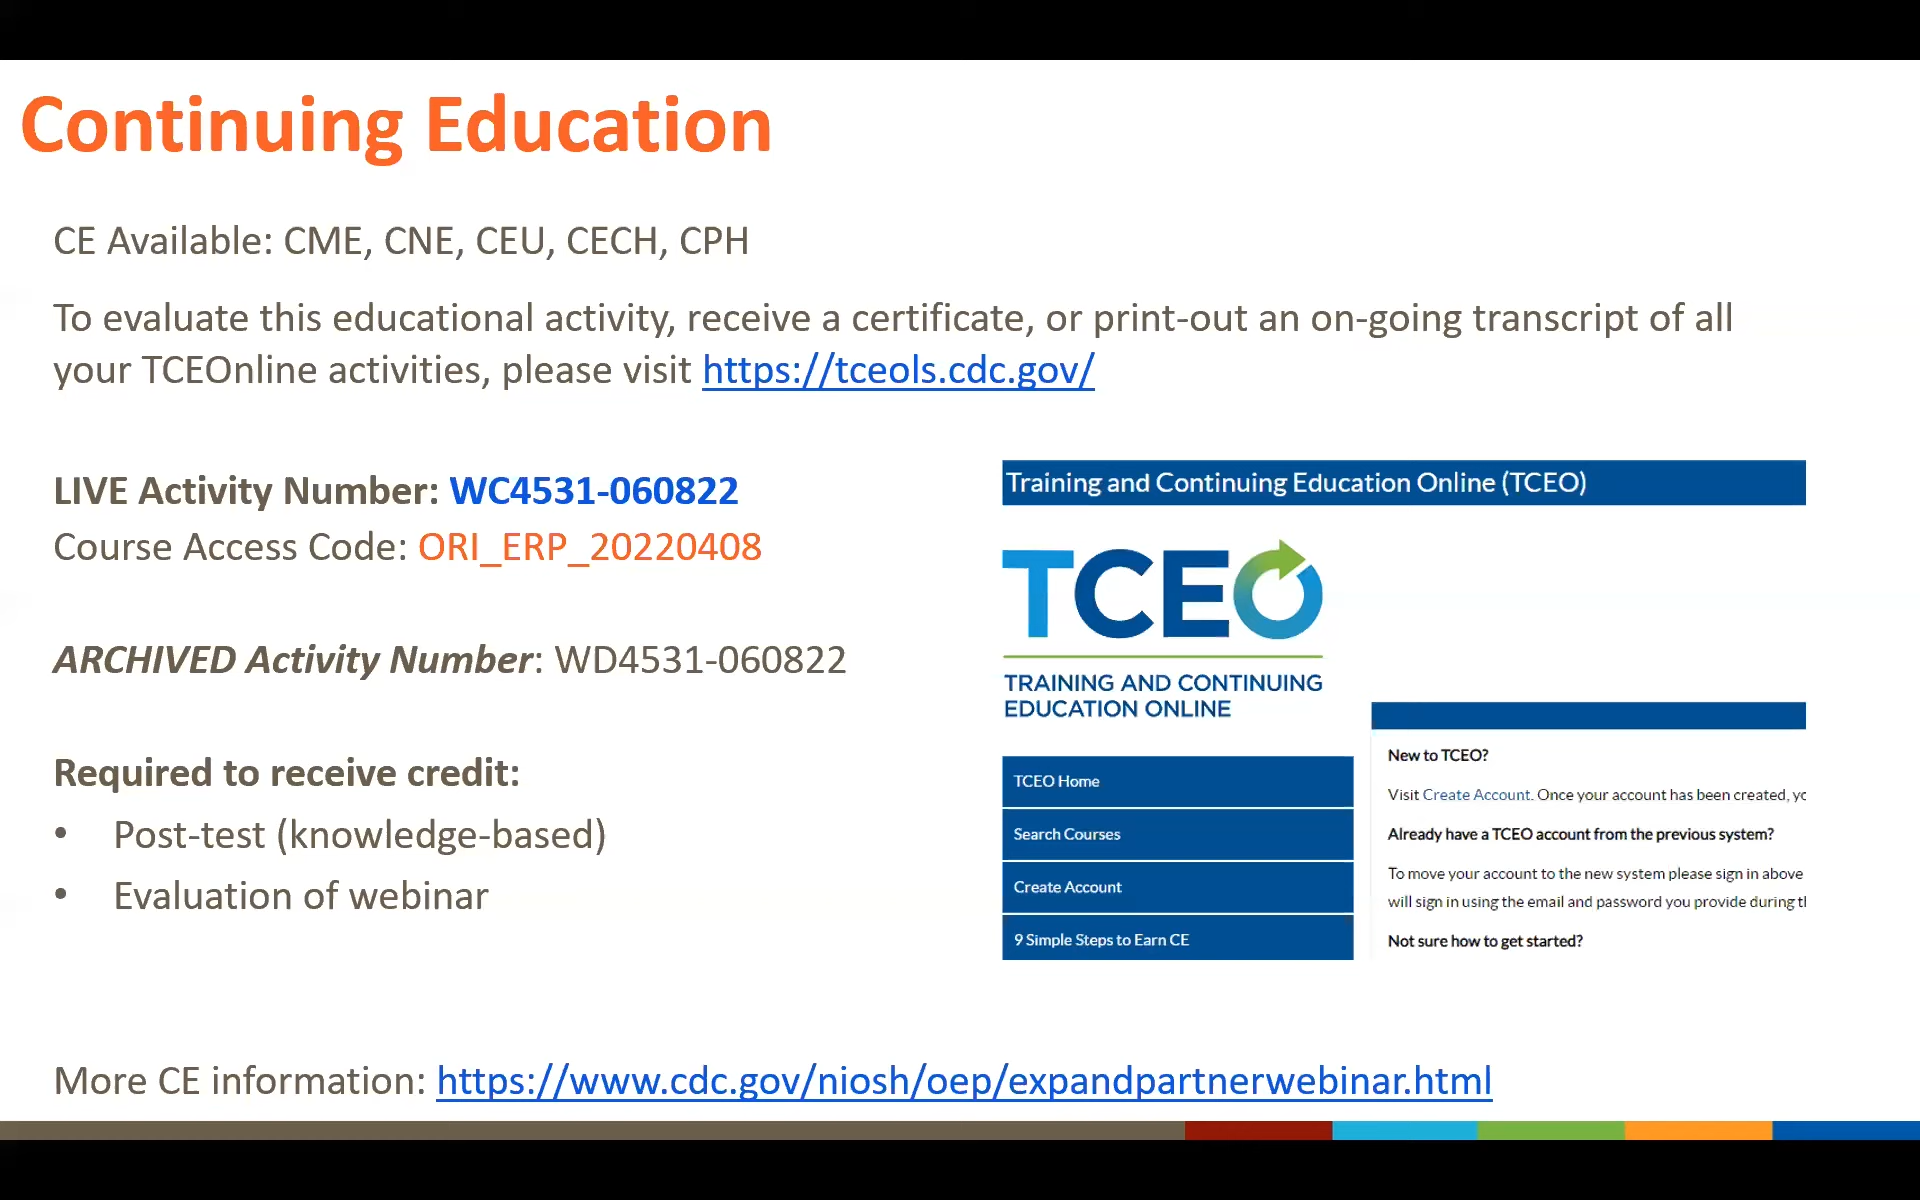 Continuing Education
CE Available: CME, CNE, CEU, CECH, CPH
To evaluate this educational activity, receive a certificate, or print-out an on-going transcript of all
your TCEOnline activities, please visit https://tceols.cdc.gov/
LIVE Activity Number: WC4531-060822
Course Access Code: ORI_ERP_20220408
ARCHIVED Activity Number: WD4531-060822
Required to receive credit:
• Post-test (knowledge-based)
• Evaluation of webinar
Training and Continuing Education Online (TCEO)
TCEO
TRAINING AND CONTINUING
EDUCATION ONLINE
TCEO Home
Search Courses
Create Account
9 Simple Steps to Earn CE
New to TCEO?
Visit Create Account. Once your account has been created,
Already have a TCEO account from the previous system?
To move your account to the new system please sign in above
will sign in using the email and password you provide during
Not sure how to get started?
More CE information: https://www.cdc.gov/niosh/oep/expandpartnerwebinar.html